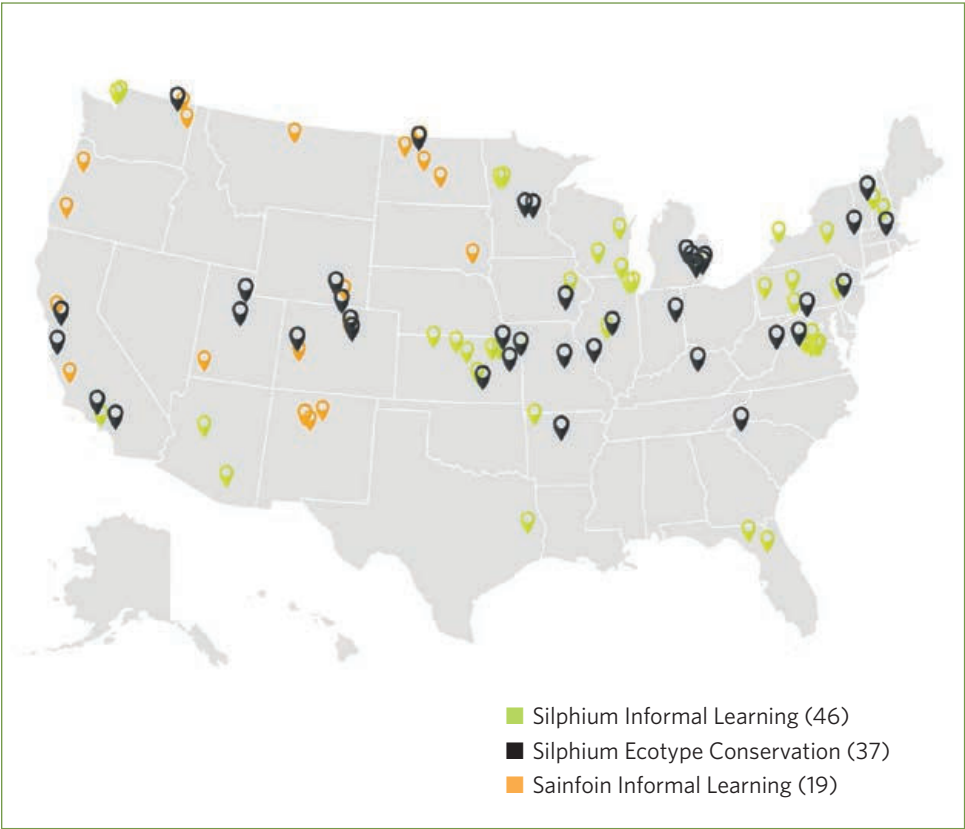 Silphium Informal Learning (46)
Silphium Ecotype Conservation (37)
Sainfoin Informal Learning (19)